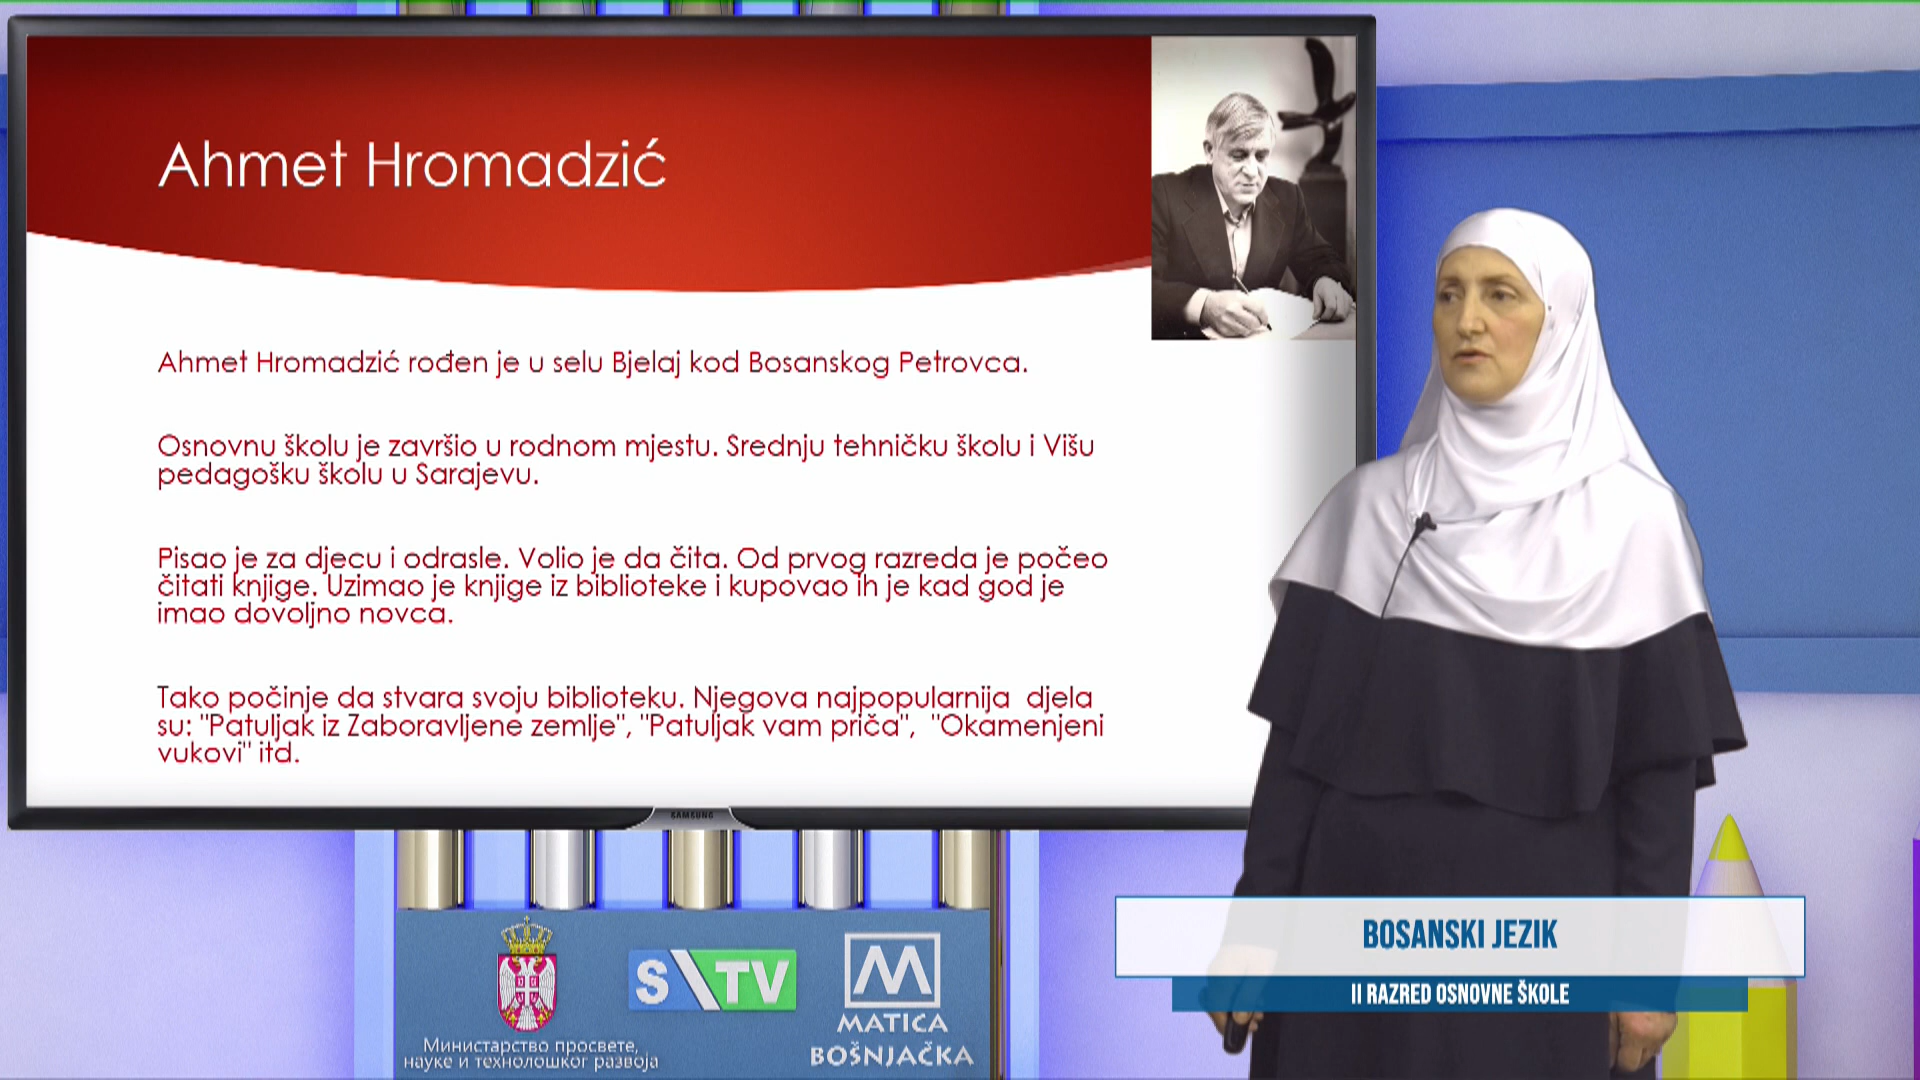 Ahmet Hromadzić
Ahmet Hromadzić rođen je u selu Bjelaj kod Bosanskog Petrovca.
Osnovnu školu je završio u rodnom mjestu. Srednju tehničku školu i Višu
pedagošku školu u Sarajevu.
Pisao je za djecu i odrasle. Volio je da čita. Od prvog razreda je počeo
čitati knjige. Uzimao je knjige iz biblioteke i kupovao ih je kad god je
imao dovoljno novca.
Tako počinje da stvara svoju biblioteku. Njegova najpopularnija  djela
su: "Patuljak iz Zaboravljene zemlje", "Patuljak vam priča",  "Okamenjeni
vukovi" itd.
SAMSUNG
BOSANSKI JEZIK
II RAZRED OSNOVNE ŠKOLE
Министарство просвете,
науке и технолошког развоја
S TV
MATICA
BOŠNJAČKA